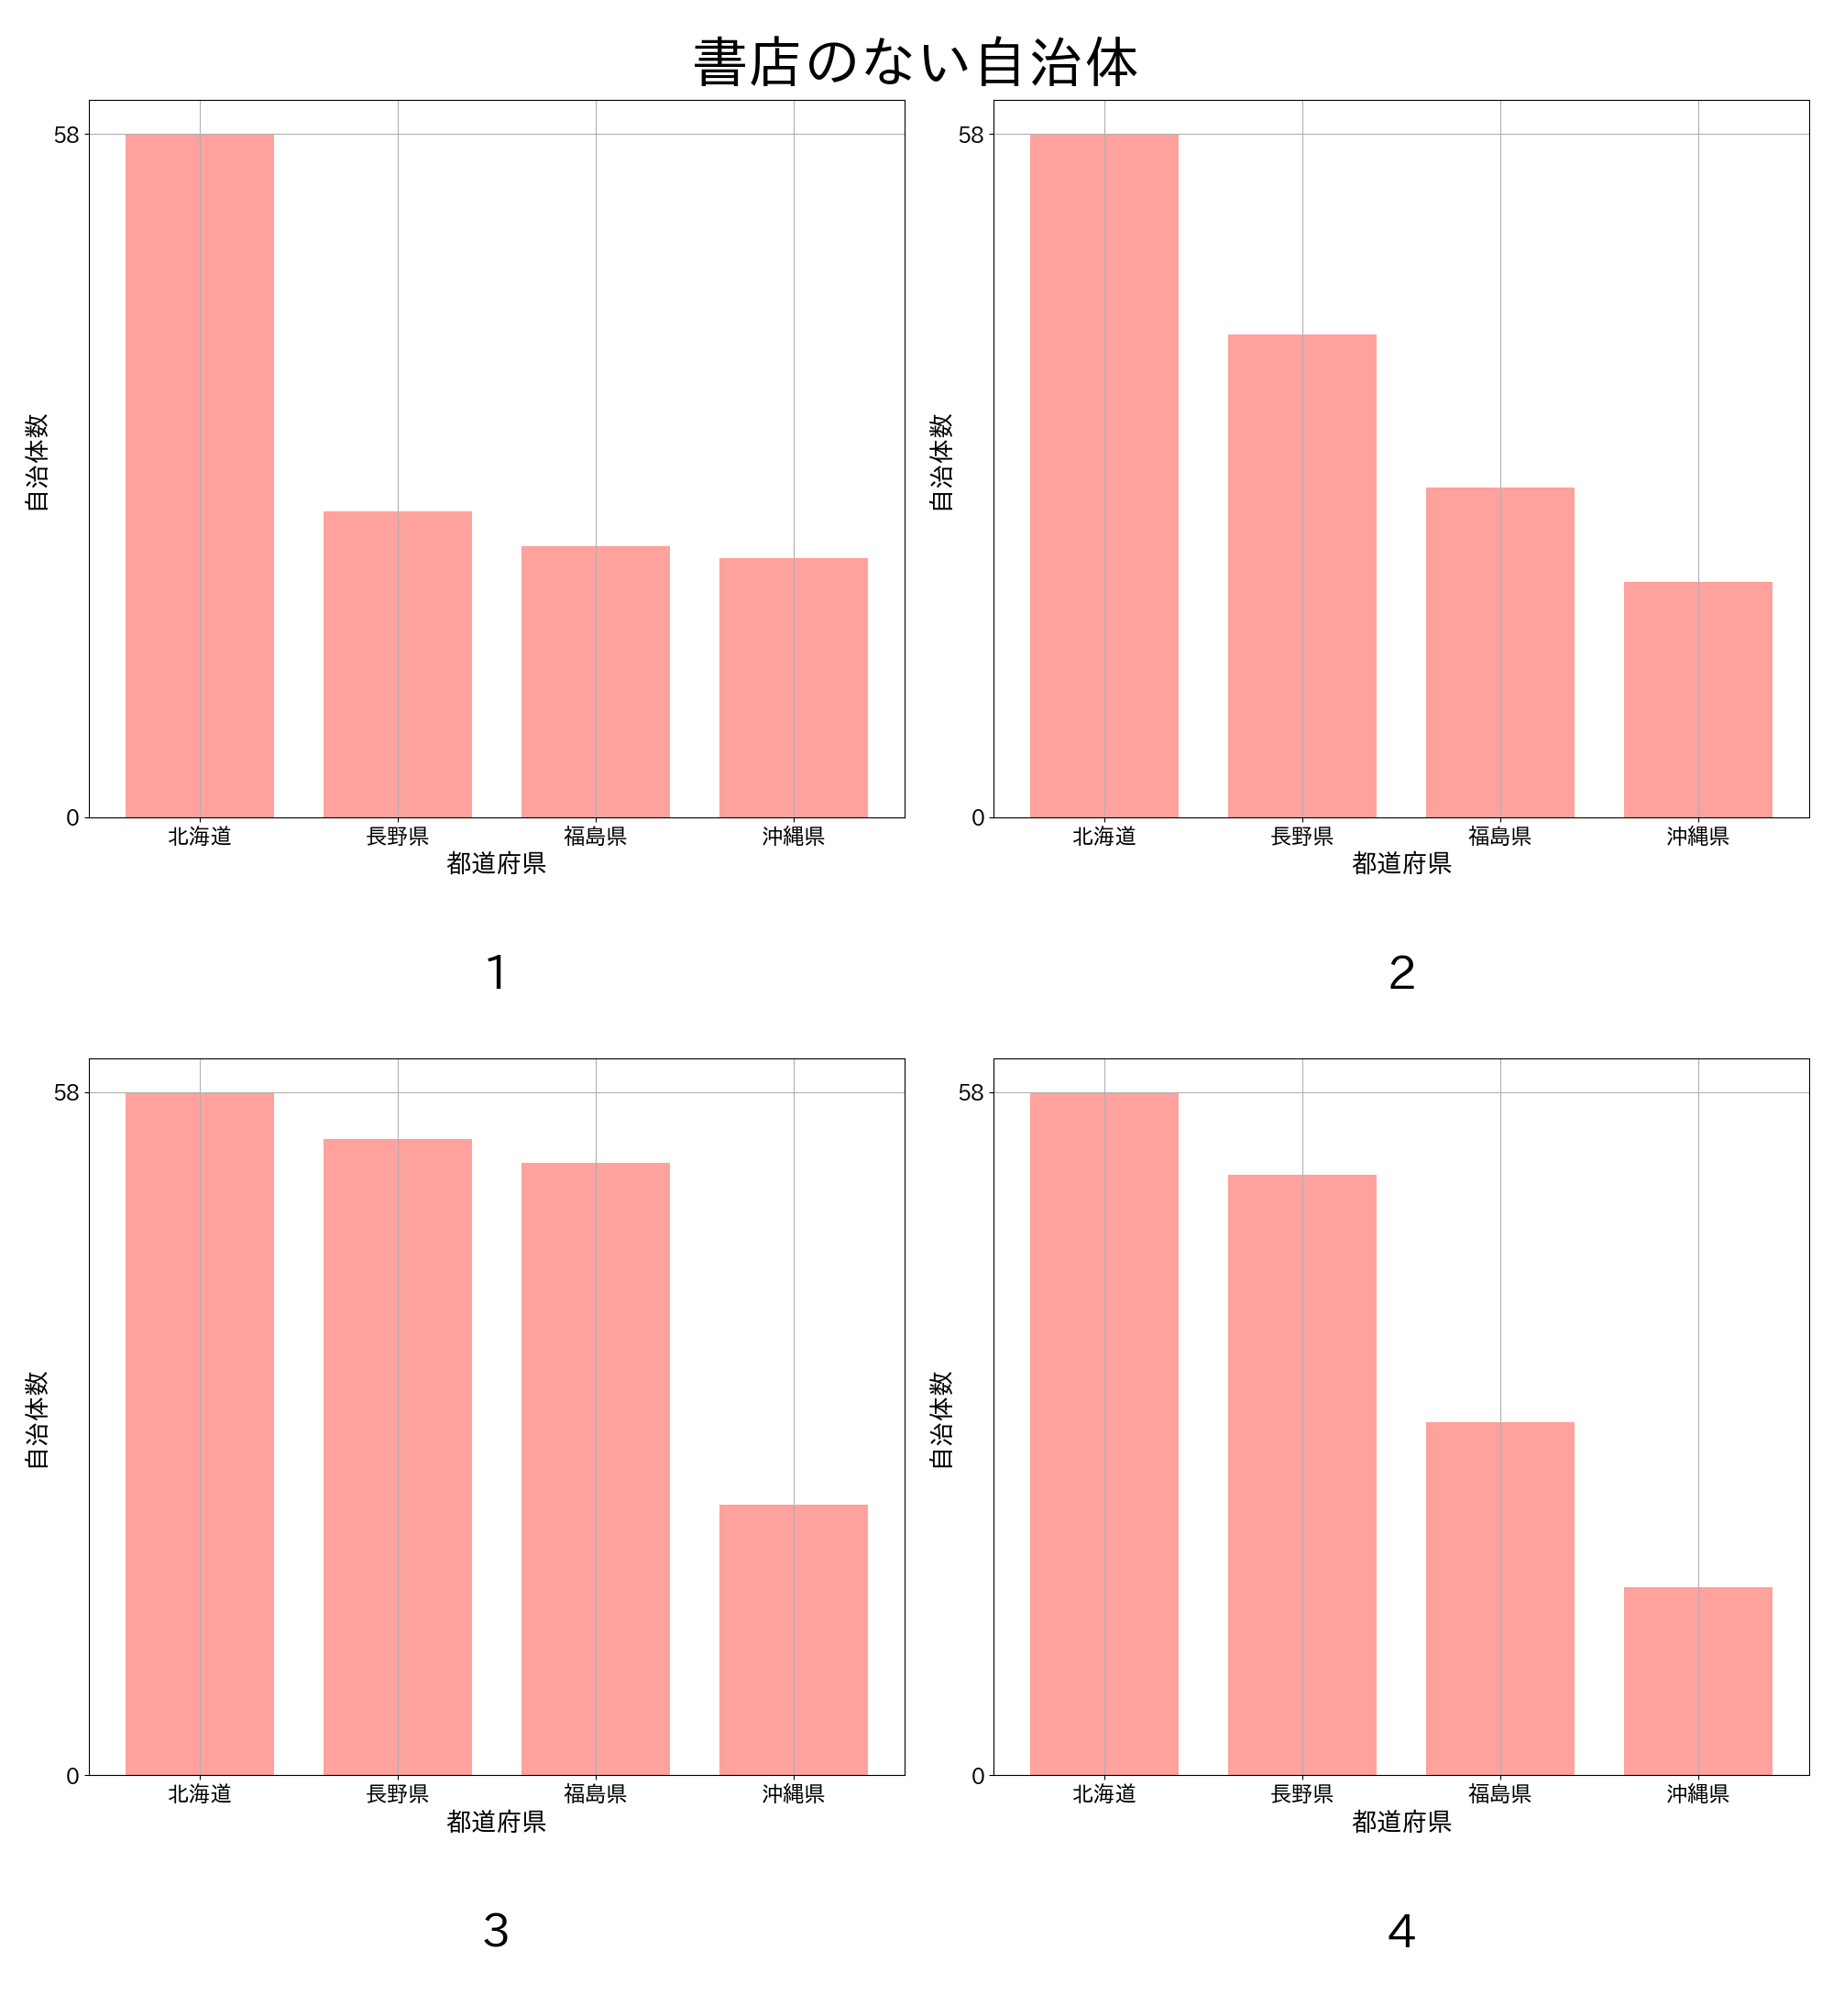 書店のない自治体
58
0
自治体数
北海道 長野県 福島県 沖縄県
都道府県
1
58
0
自治体数
北海道 長野県 福島県 沖縄県
都道府県
2
58
0
自治体数
北海道 長野県 福島県 沖縄県
都道府県
3
58
0
自治体数
北海道 長野県 福島県 沖縄県
都道府県
4